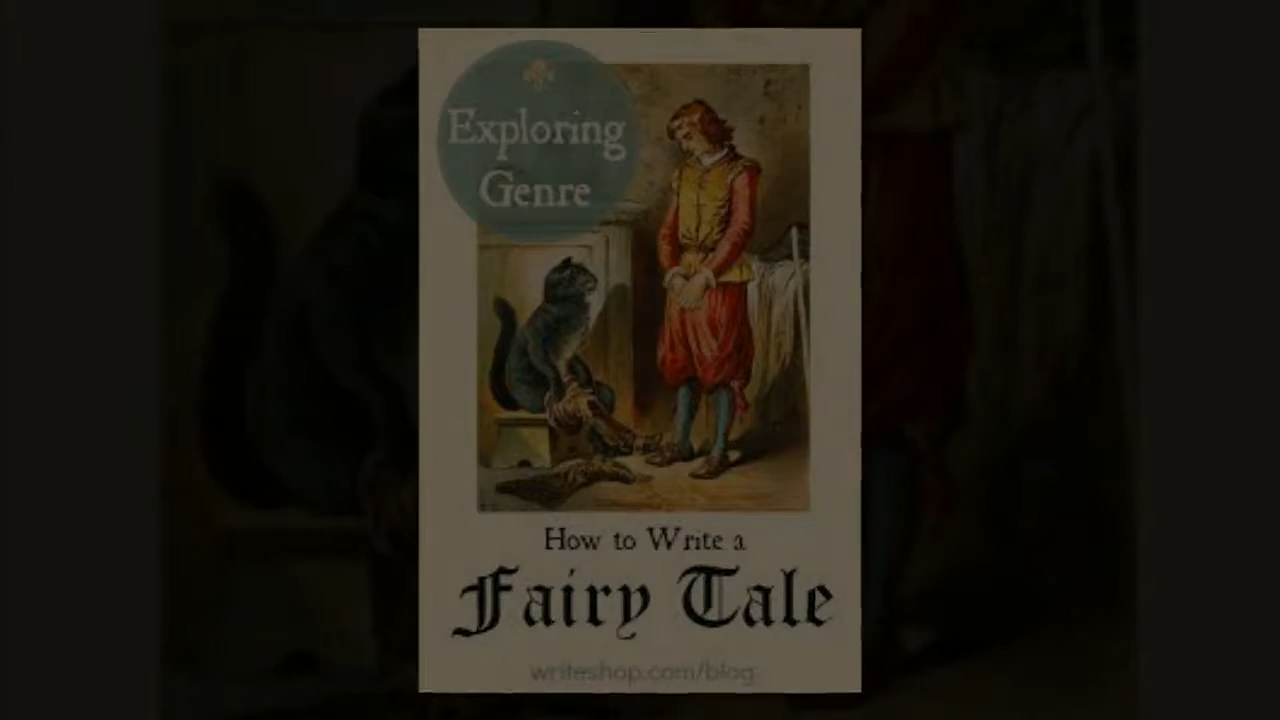 Exploring
Genre
How to Write a
Fairy Tale
writeshop.com/blog